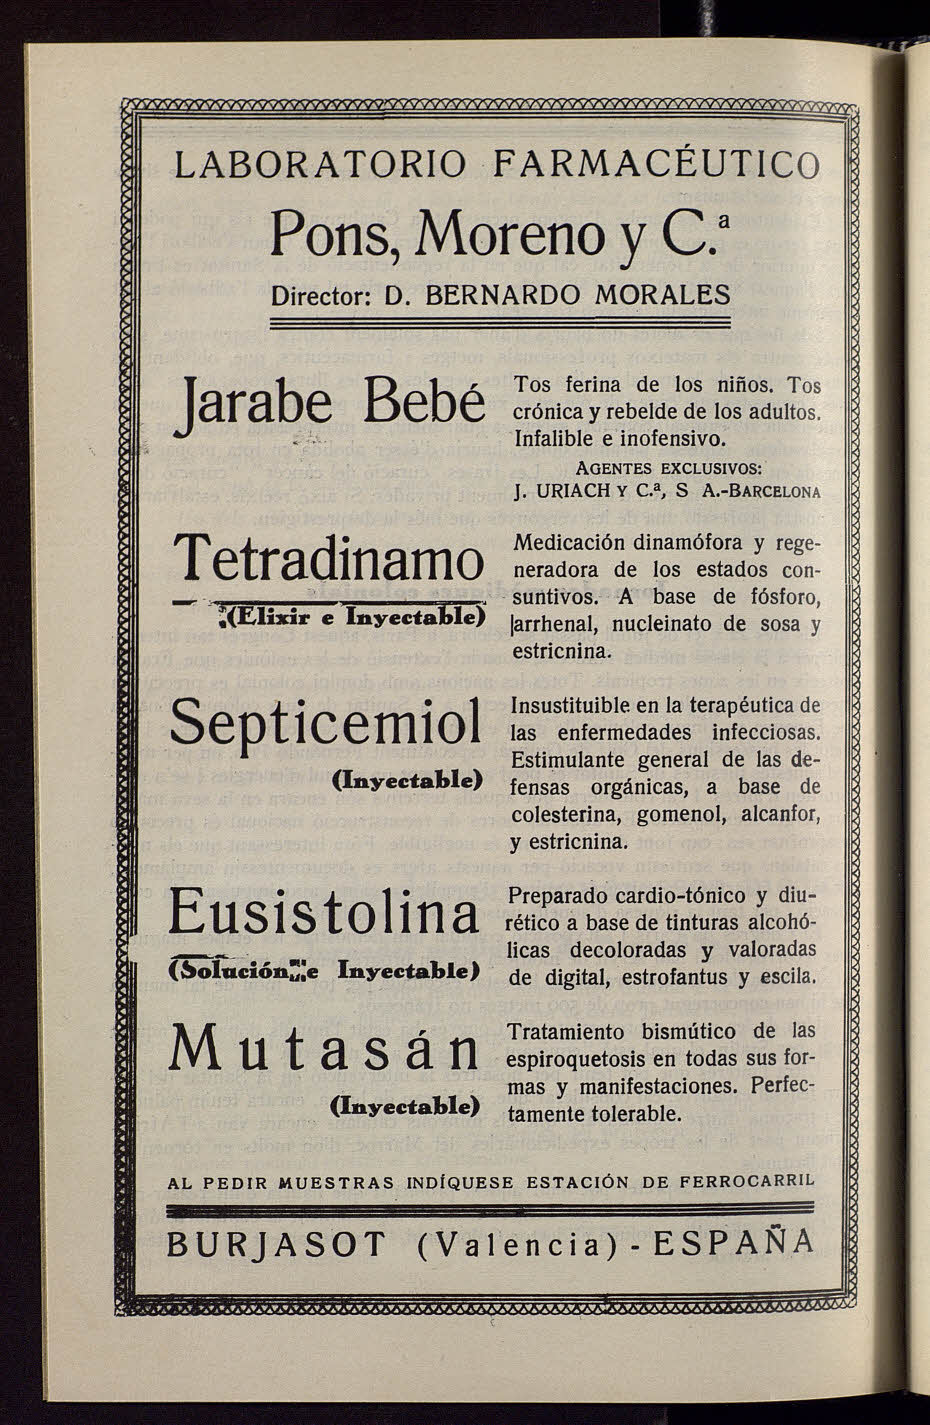 LABORATORIO FARMACÉUTICO
Pons, Moreno y C.ª
Director: D. BERNARDO MORALES
Jarabe Bebé
Tos ferina de los niños. Tos
crónica y rebelde de los adultos.
Infalible e inofensivo.
AGENTES EXCLUSIVOS:
J. URIACH Y C.ª, S A.-BARCELONA
Tetradinamo
(Elixir e Inyectable)
Medicación dinamófora y rege-
neradora de los estados con-
suntivos. A base de fósforo,
arrhenal, nucleinato de sosa y
estricnina.
Septicemiol
(Inyectable)
Insustituible en la terapéutica de
las enfermedades infecciosas.
Estimulante general de las de-
fensas orgánicas, a base de
colesterina, gomenol, alcanfor,
y estricnina.
Eusistolina
(Solución e Inyectable)
Preparado cardio-tónico y diu-
rético a base de tinturas alcohó-
licas decoloradas y valoradas
de digital, estrofantus y escila.
Mutasán
(Inyectable)
Tratamiento bismútico de las
espiroquetosis en todas sus for-
mas y manifestaciones. Perfec-
tamente tolerable.
AL PEDIR MUESTRAS INDÍQUESE ESTACIÓN DE FERROCARRIL
BURJASOT (Valencia) - ESPAÑA